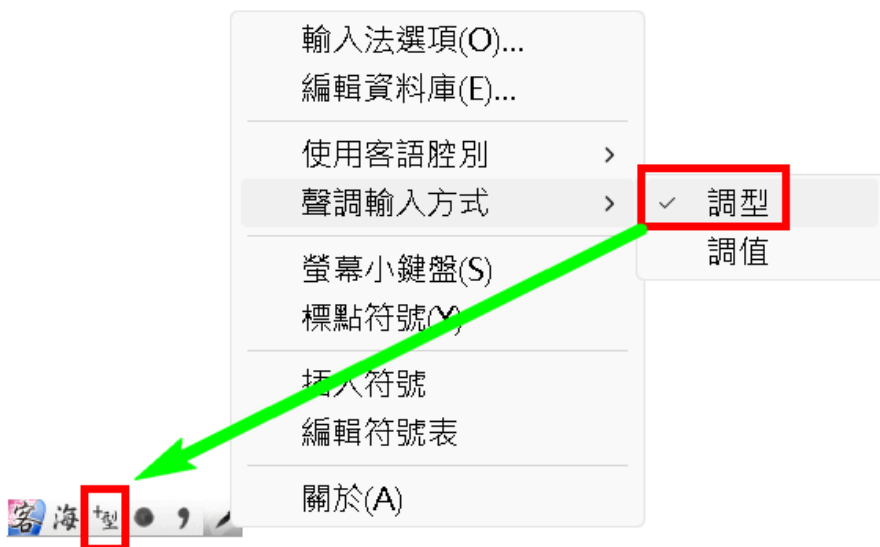 輸入法選項(O)...
編輯資料庫(E)...
使用客語腔別
聲調輸入方式
調型
調值
螢幕小鍵盤(S)
標點符號(Y)
插入符號
編輯符號表
關於(A)
客 海 +型